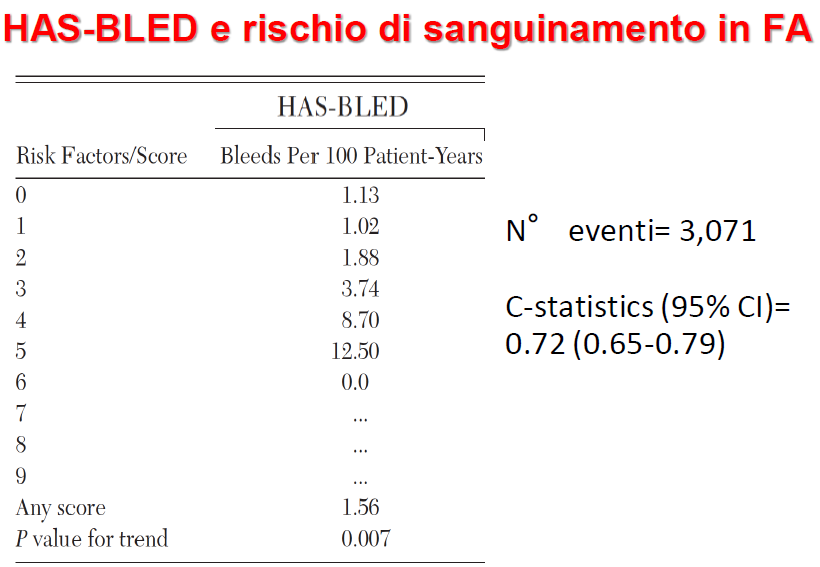 HAS-BLED e rischio di sanguinamento in FA
HAS-BLED
Risk Factors/Score Bleeds Per 100 Patient-Years
0 1.13
1 1.02
2 1.88
3 3.74
4 8.70
5 12.50
6 0.0
7 ...
8 ...
9 ...
Any score 1.56
P value for trend 0.007
N° eventi= 3,071
C-statistics (95% CI)=
0.72 (0.65-0.79)